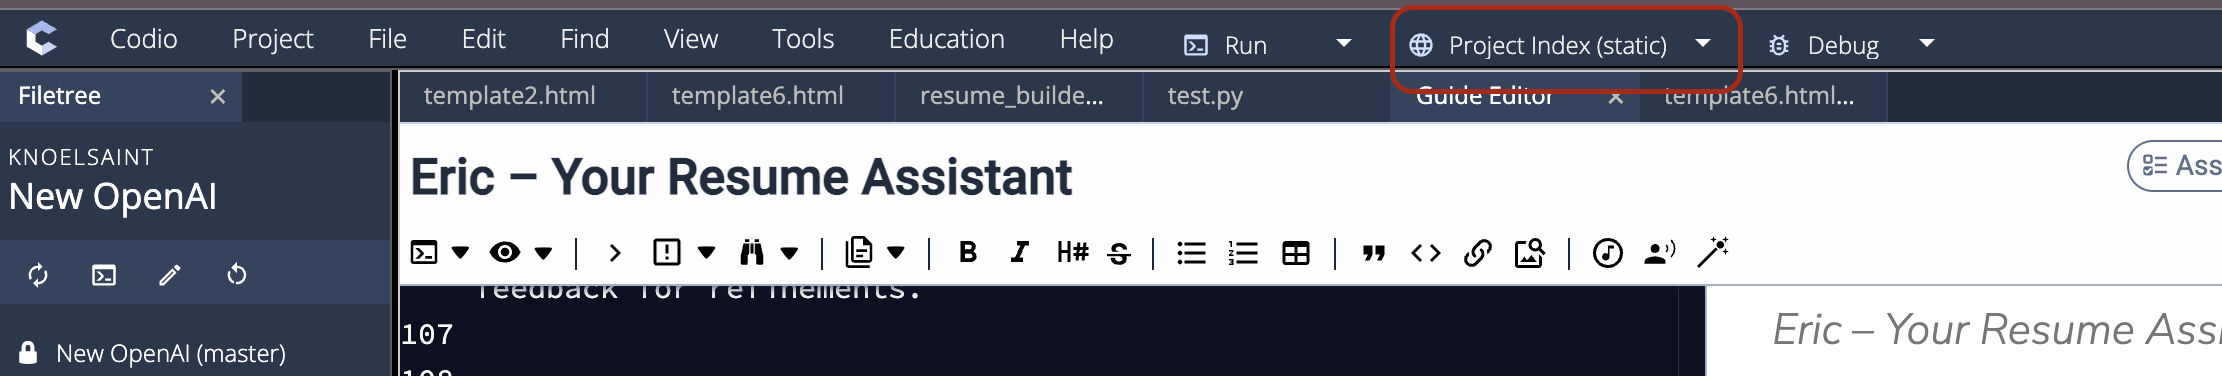 Codio Project File Edit Find View Tools Education Help Run Project Index (static) Debug
Filetree template2.html template6.html resume_builde... test.py Guide Editor template6.html...
KNOELSAINT
New OpenAI
Eric – Your Resume Assistant
Ass
B I H# S
New OpenAI (master)
feedback for refinements.
107
108
Eric – Your Resume Assi